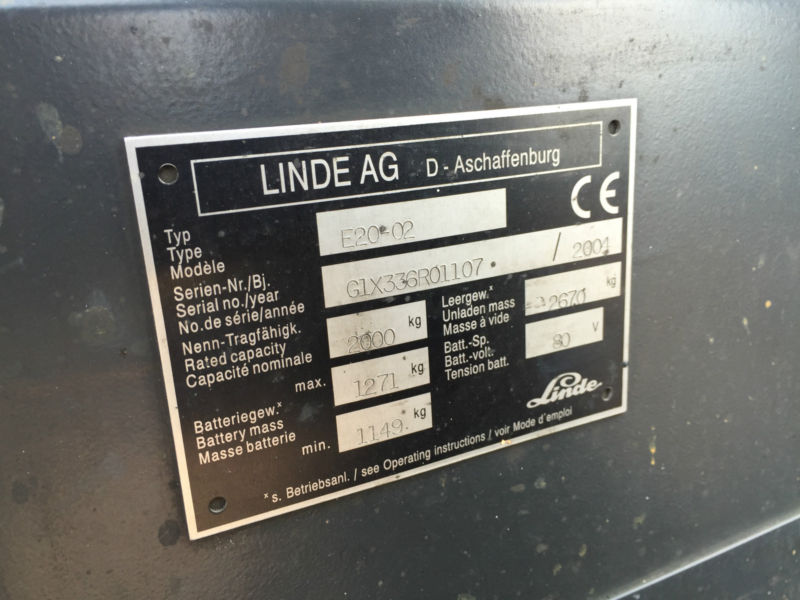 LINDE AG D - Aschaffenburg
CE
Typ
Type
Modèle
E20-02
Serien-Nr./Bj.
Serial no./year
No.de série/année
G1X336R01107 / 2004
Nenn-Tragfähigk.
Rated capacity
Capacité nominale
2000 kg
Leergew.x
Unladen mass
Masse à vide
2670 kg
Batteriegew.x
Battery mass
Masse batterie
max. 1271 kg
min. 1149 kg
Batt.-Sp.
Batt.-volt.
Tension batt.
80 V
Linde
x s. Betriebsanl. / see Operating instructions / voir Mode d'emploi